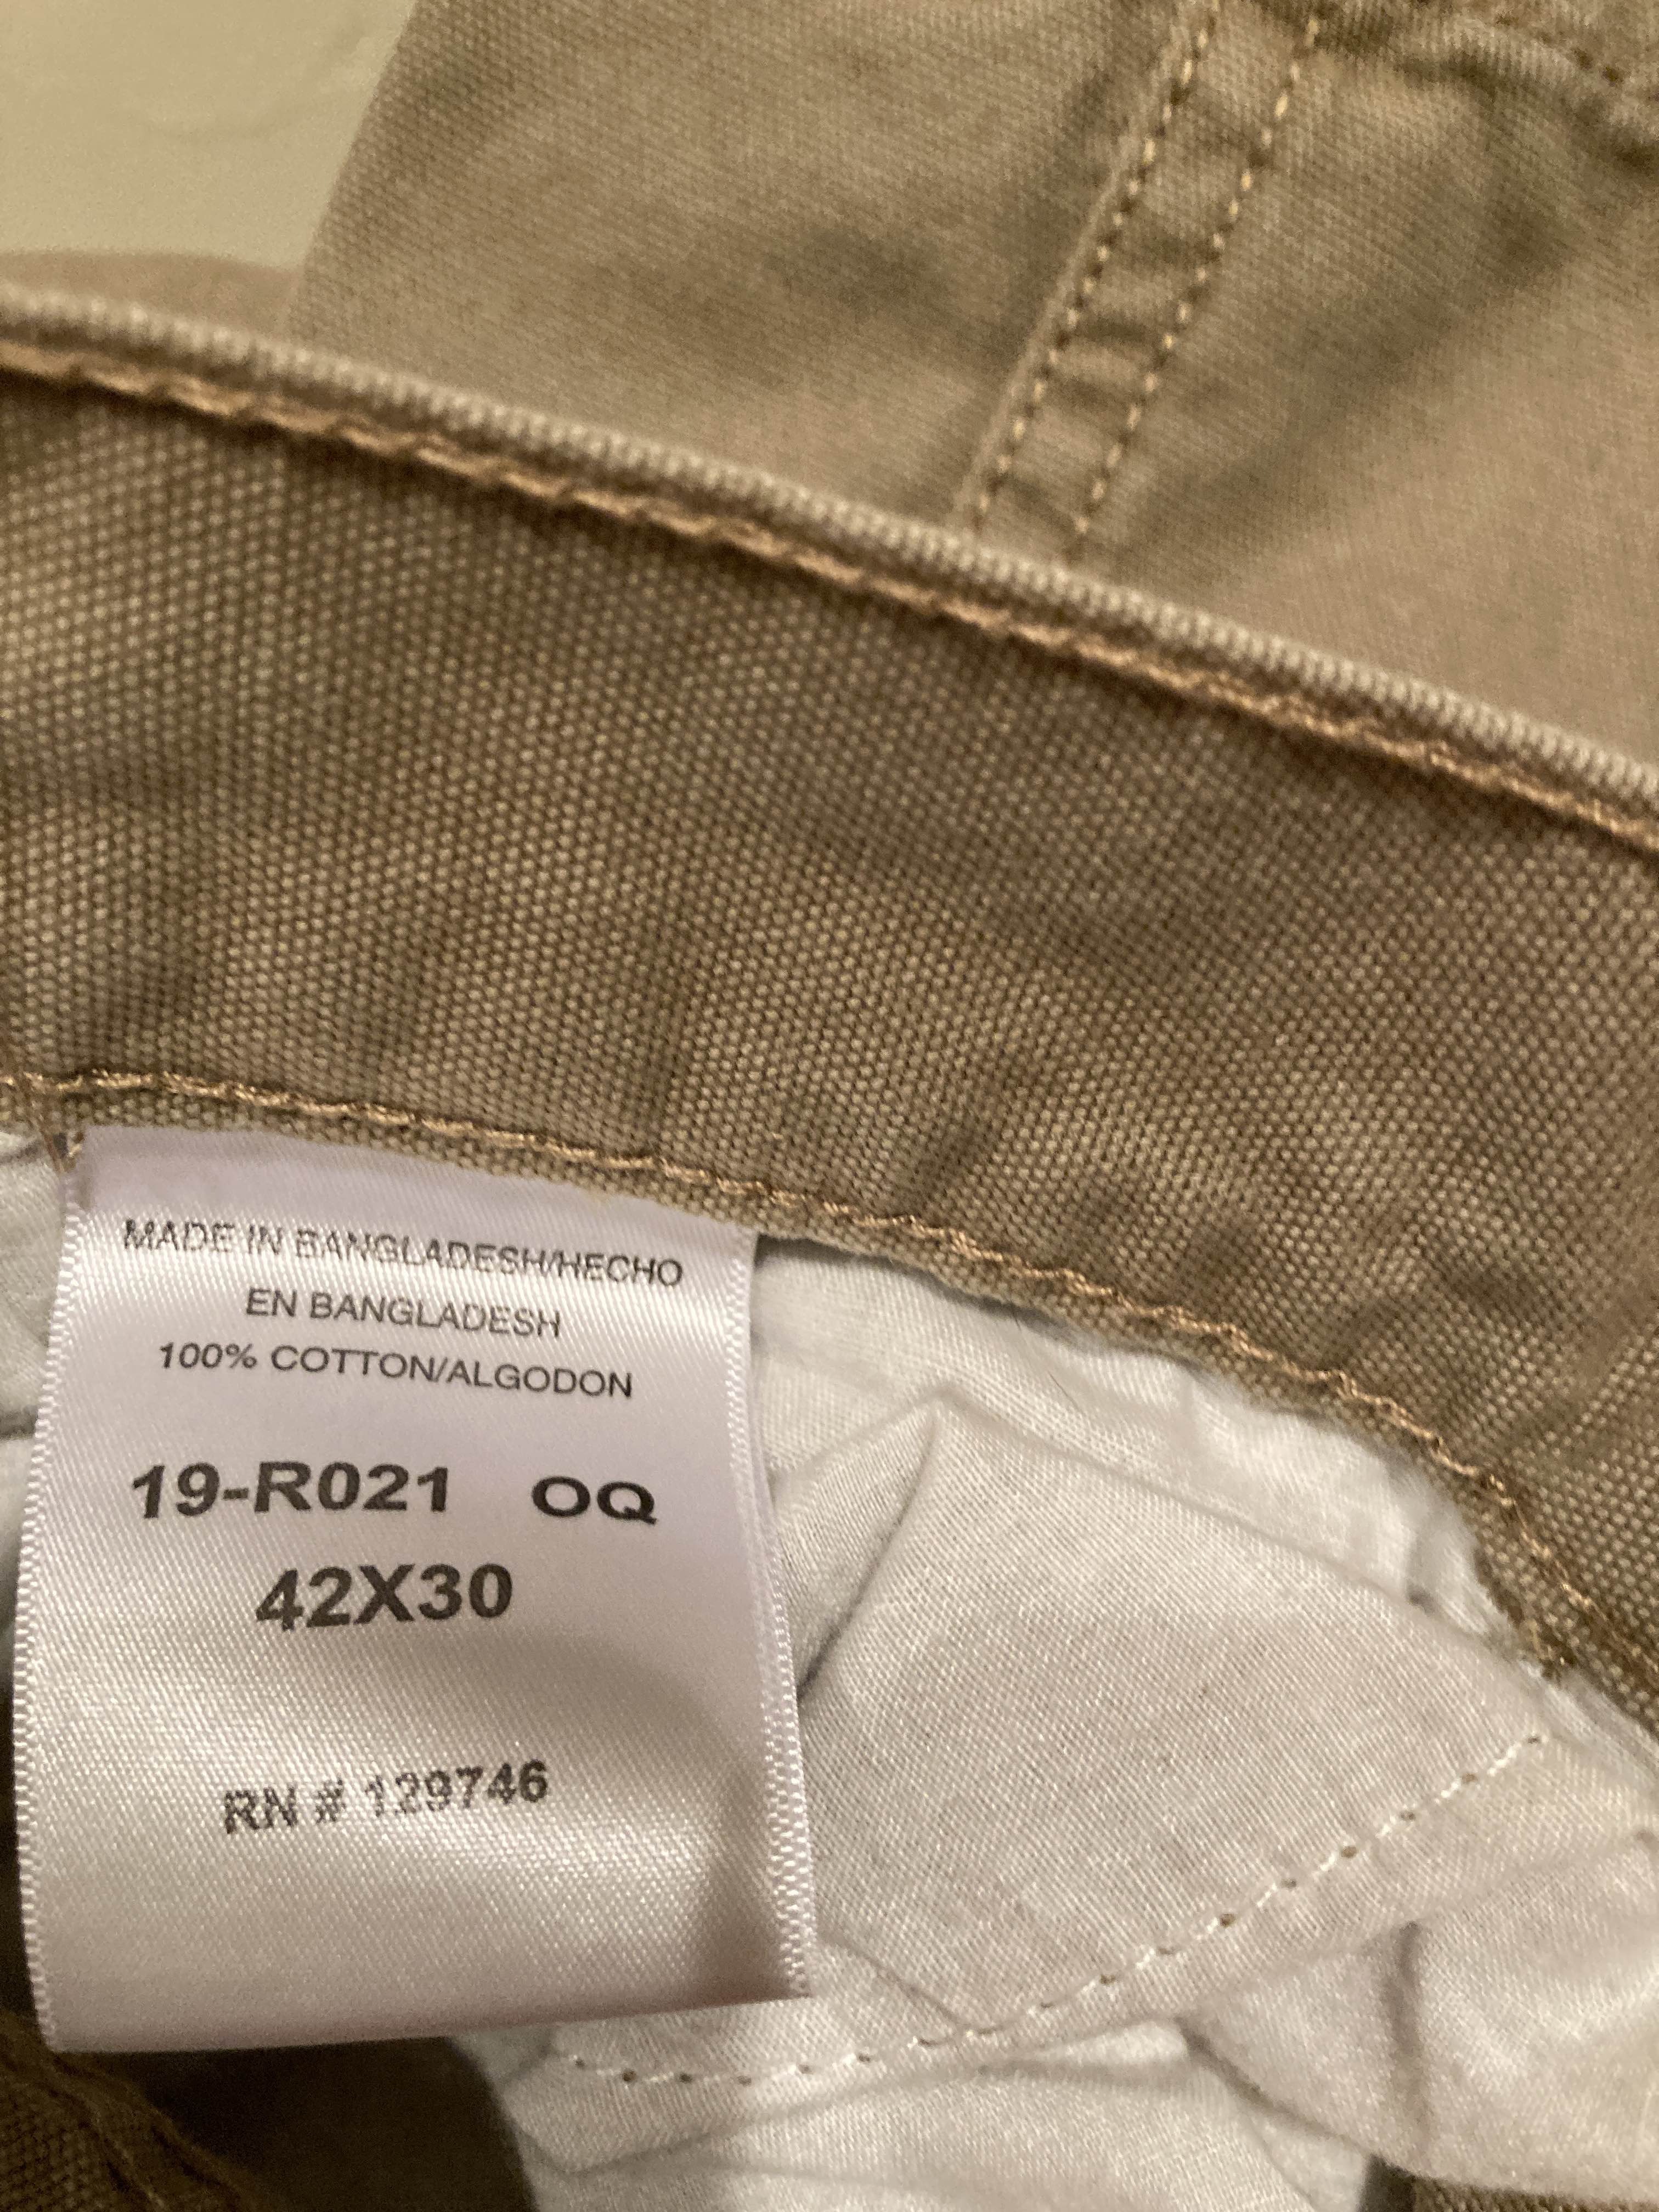 MADE IN BANGLADESH/HECHO
EN BANGLADESH
100% COTTON/ALGODON
19-R021 OQ
42X30
RN # 129746